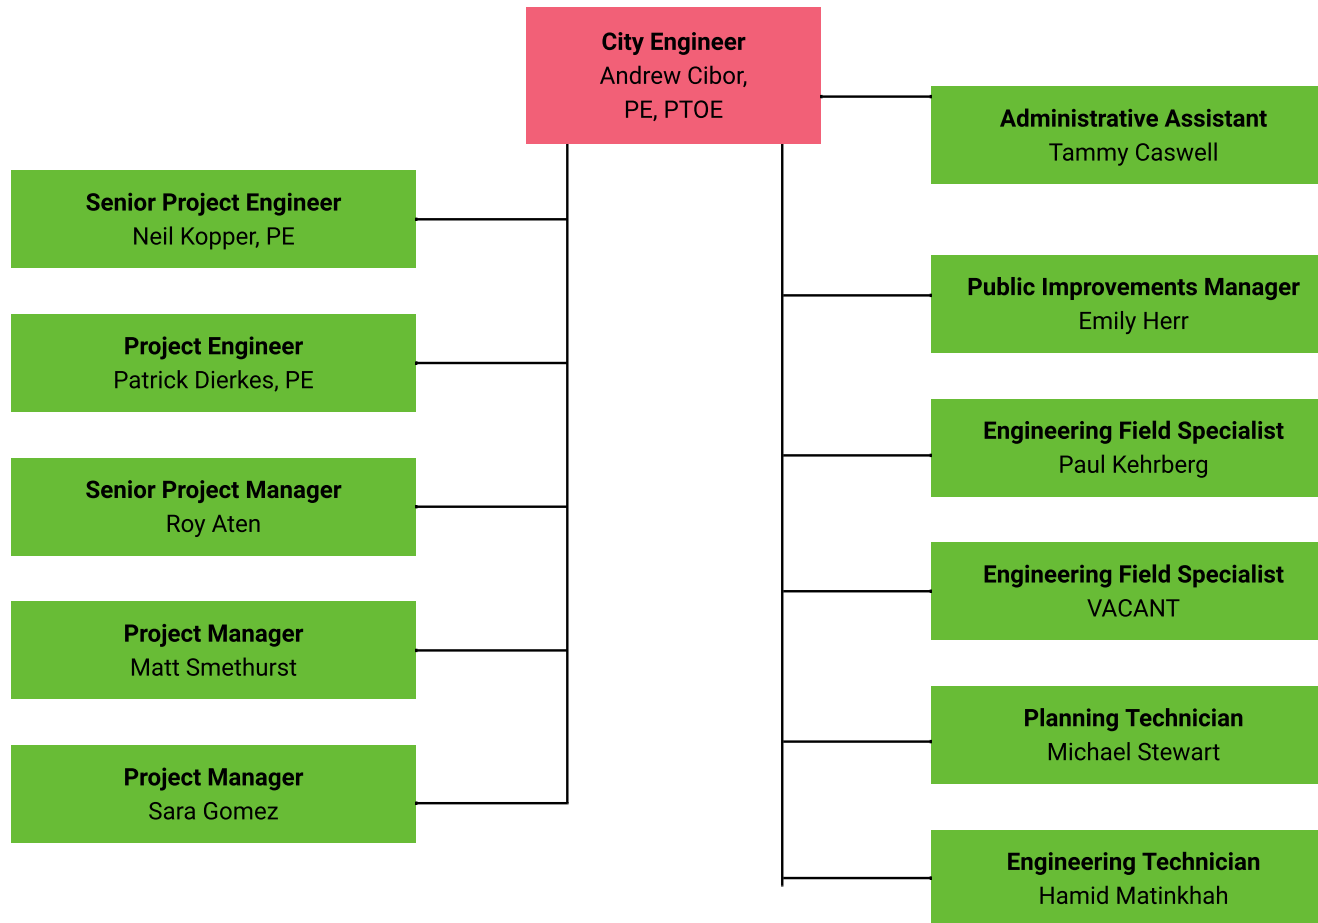 City Engineer
Andrew Cibor,
PE, PTOE
Administrative Assistant
Tammy Caswell
Senior Project Engineer
Neil Kopper, PE
Public Improvements Manager
Emily Herr
Project Engineer
Patrick Dierkes, PE
Engineering Field Specialist
Paul Kehrberg
Senior Project Manager
Roy Aten
Engineering Field Specialist
VACANT
Project Manager
Matt Smethurst
Planning Technician
Michael Stewart
Project Manager
Sara Gomez
Engineering Technician
Hamid Matinkhah